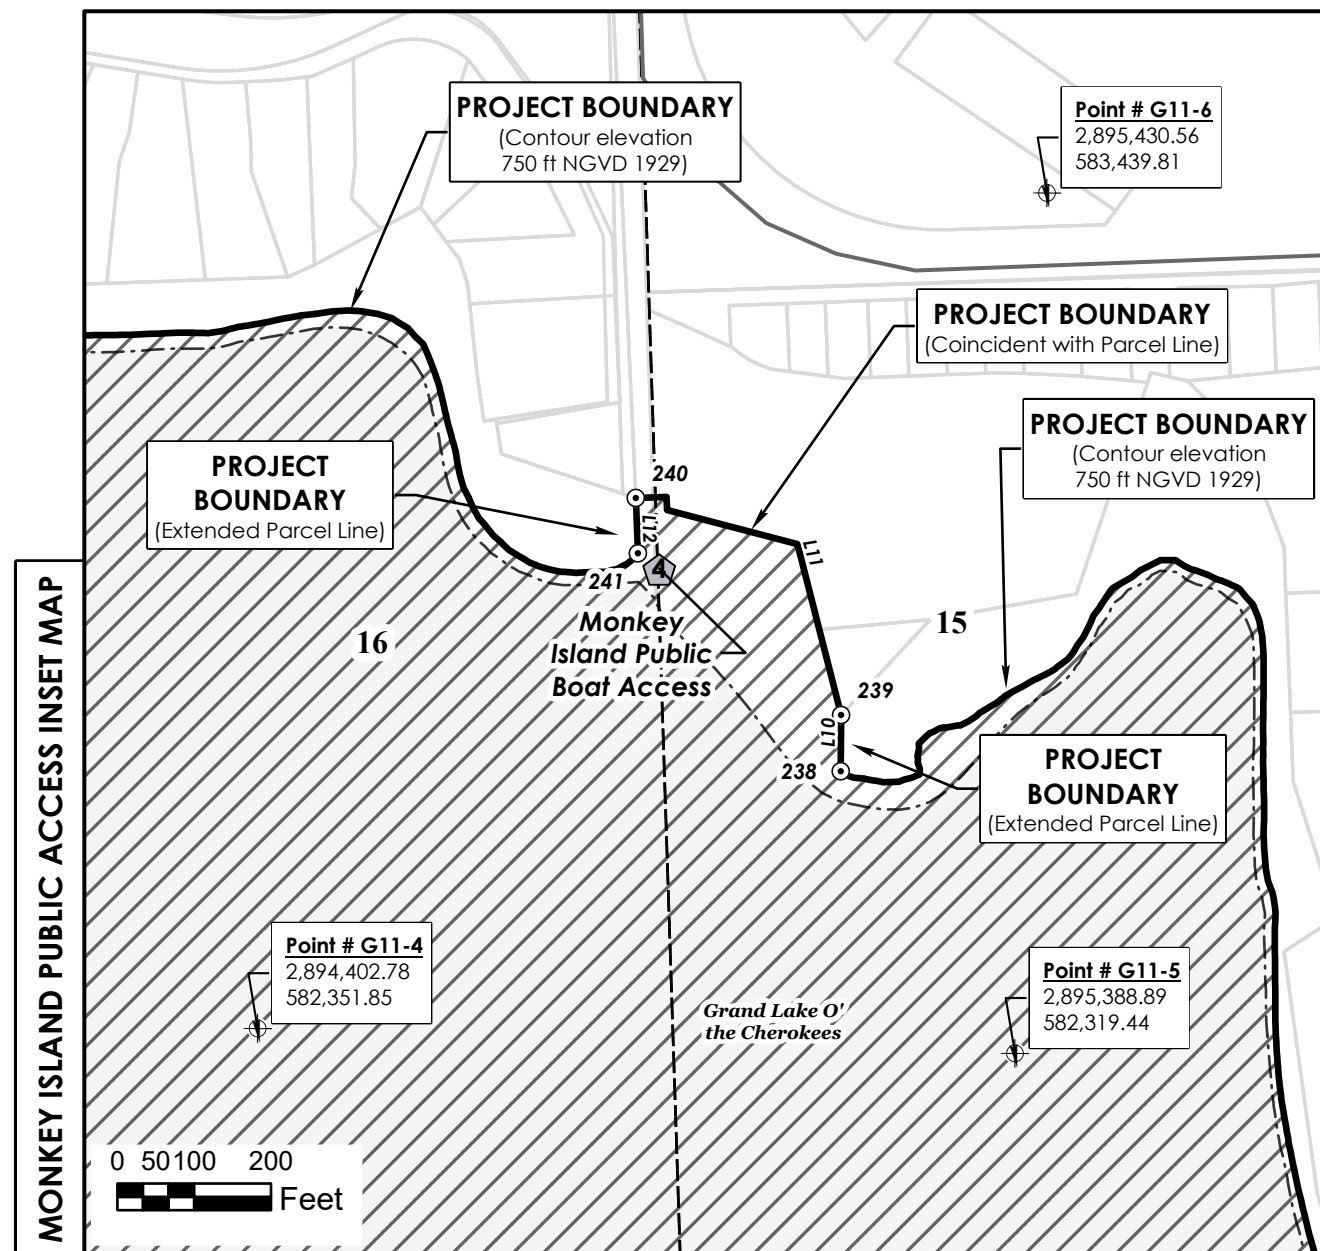 PROJECT BOUNDARY
(Contour elevation
750 ft NGVD 1929)
Point # G11-6
2,895,430.56
583,439.81
PROJECT BOUNDARY
(Coincident with Parcel Line)
PROJECT BOUNDARY
(Contour elevation
750 ft NGVD 1929)
PROJECT
BOUNDARY
(Extended Parcel Line)
240
L12
L11
241
4
Monkey
Island Public
Boat Access
16
15
239
L10
238
PROJECT
BOUNDARY
(Extended Parcel Line)
MONKEY ISLAND PUBLIC ACCESS INSET MAP
Point # G11-4
2,894,402.78
582,351.85
Grand Lake O'
the Cherokees
Point # G11-5
2,895,388.89
582,319.44
0 50 100 200
Feet